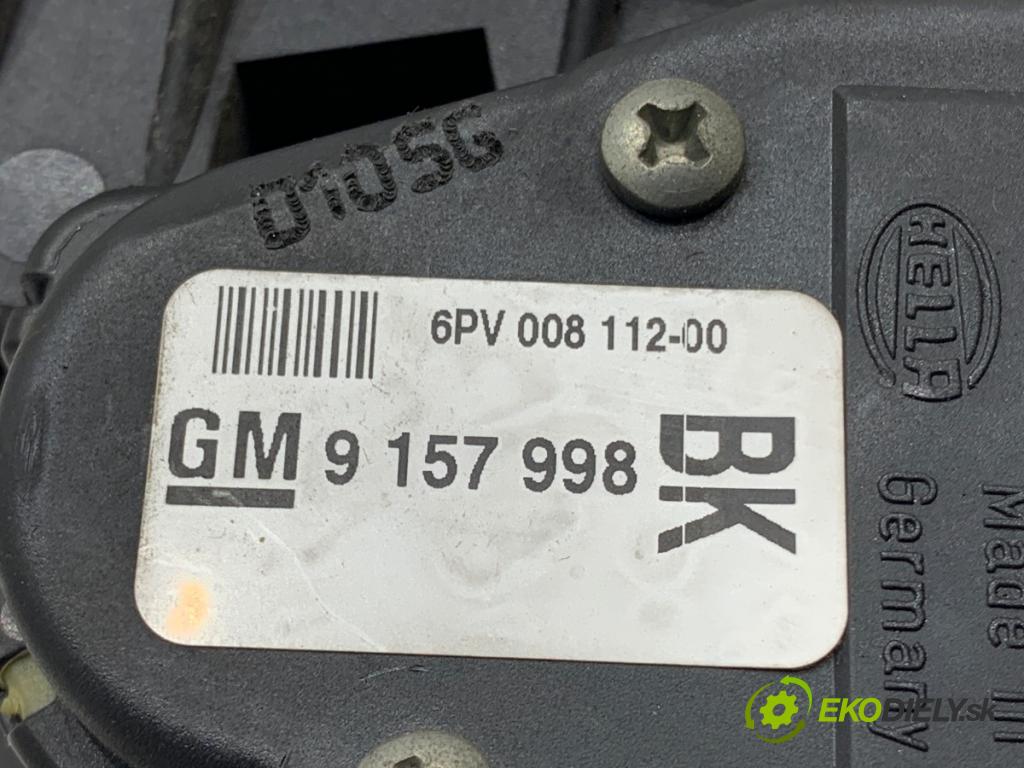 D105G
6PV 008 112-00
GM 9 157 998
BK
HELLA
Made in
Germany
EKODIELY.sk